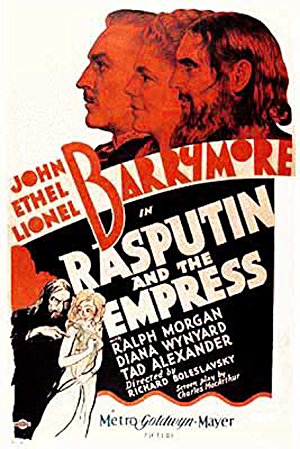 JOHN
ETHEL
LIONEL
BARRYMORE
IN
RASPUTIN
AND THE
EMPRESS
RALPH MORGAN
DIANA WYNYARD
TAD ALEXANDER
Directed by
RICHARD BOLESLAVSKY
Screen play by
Charles MacArthur
A
Metro Goldwyn-Mayer
PICTURE